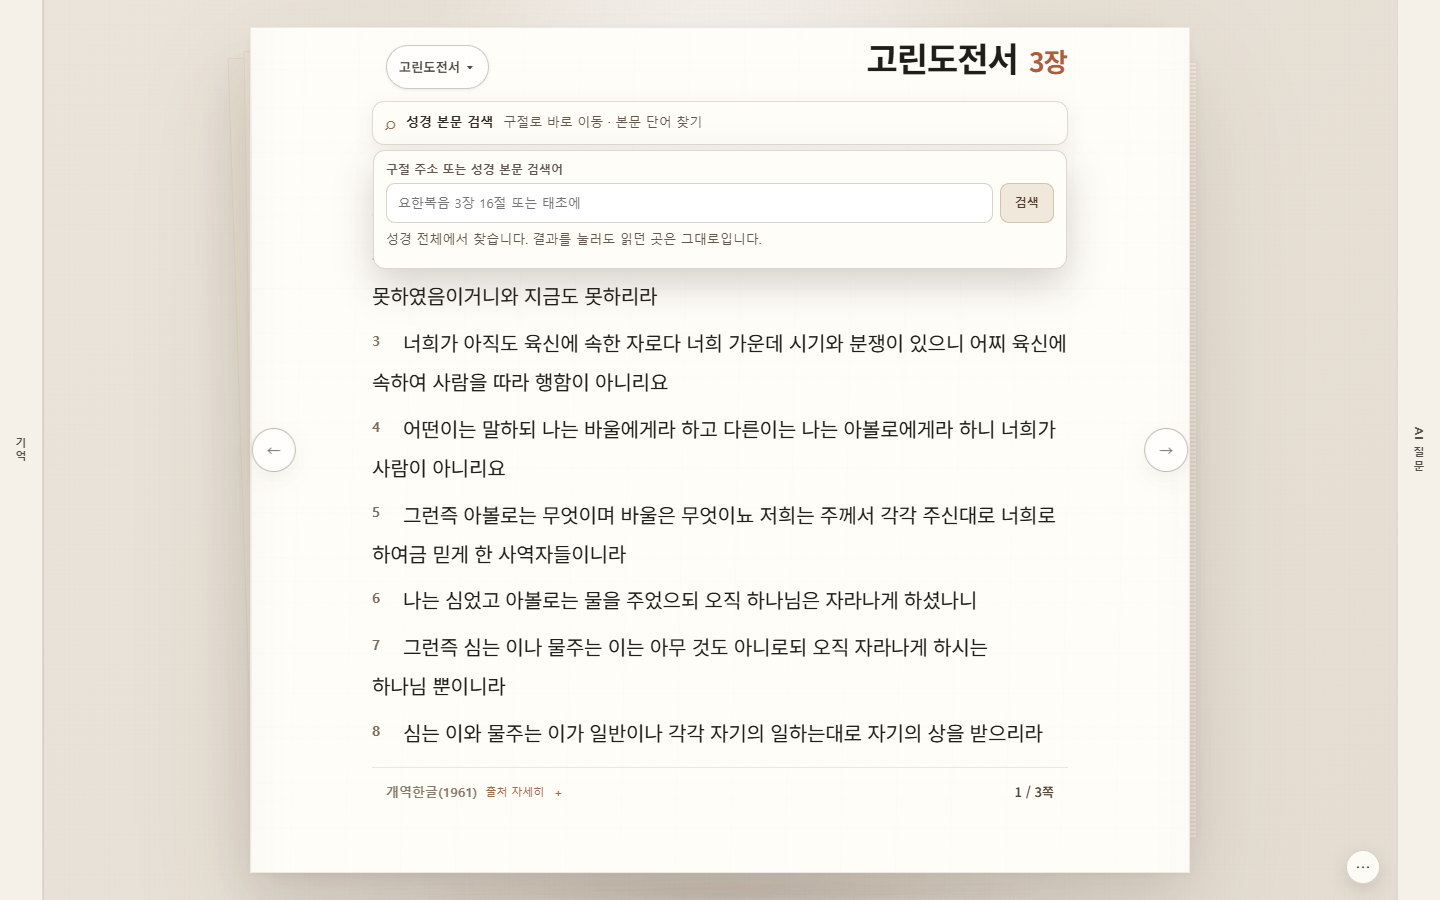 고린도전서
고린도전서 3장
성경 본문 검색 구절로 바로 이동 · 본문 단어 찾기
구절 주소 또는 성경 본문 검색어
요한복음 3장 16절 또는 태초에
검색
성경 전체에서 찾습니다. 결과를 눌러도 읽던 곳은 그대로입니다.
못하였음이거니와 지금도 못하리라
3 너희가 아직도 육신에 속한 자로다 너희 가운데 시기와 분쟁이 있으니 어찌 육신에
속하여 사람을 따라 행함이 아니리요
4 어떤이는 말하되 나는 바울에게라 하고 다른이는 나는 아볼로에게라 하니 너희가
사람이 아니리요
5 그런즉 아볼로는 무엇이며 바울은 무엇이뇨 저희는 주께서 각각 주신대로 너희로
하여금 믿게 한 사역자들이니라
6 나는 심었고 아볼로는 물을 주었으되 오직 하나님은 자라나게 하셨나니
7 그런즉 심는 이나 물주는 이는 아무 것도 아니로되 오직 자라나게 하시는
하나님 뿐이니라
8 심는 이와 물주는 이가 일반이나 각각 자기의 일하는대로 자기의 상을 받으리라
개역한글(1961) 출처 자세히 +
1 / 3쪽
기억
AI 질문